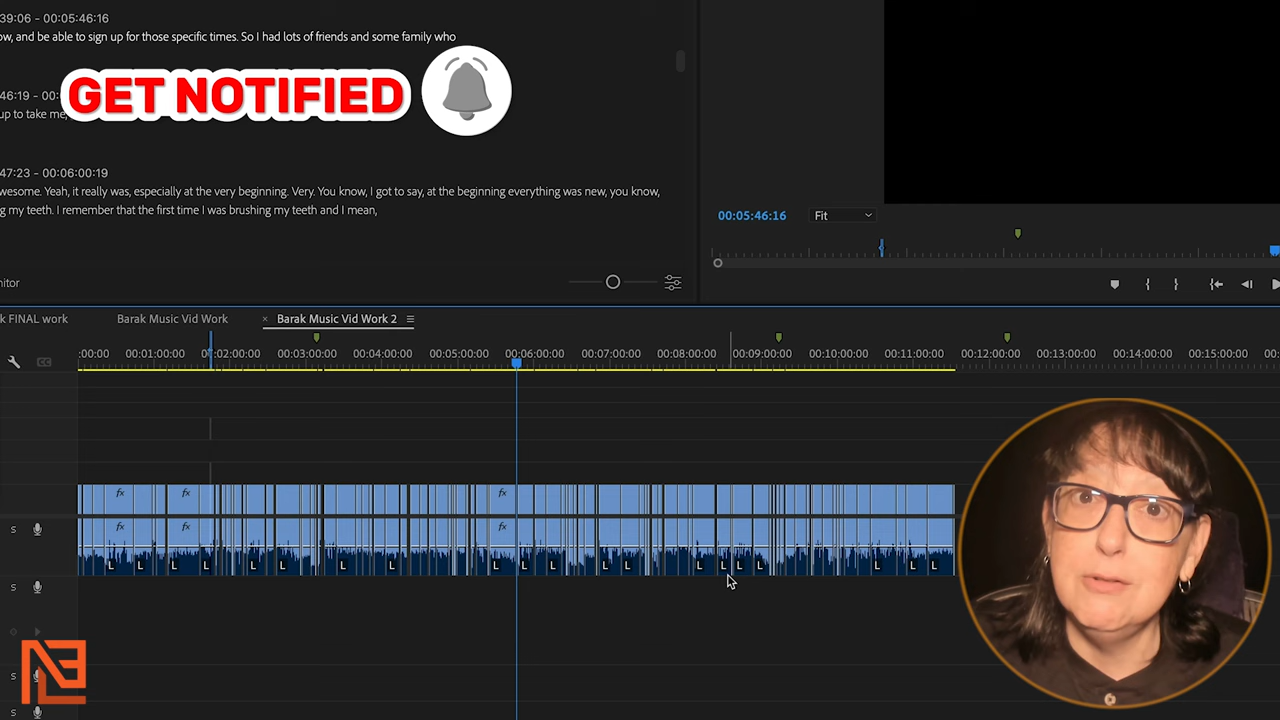 39:06 - 00:05:46:16
ow, and be able to sign up for those specific times. So I had lots of friends and some family who
46:19 - 00:
up to take me,
GET NOTIFIED
47:23 - 00:06:00:19
wesome. Yeah, it really was, especially at the very beginning. Very. You know, I got to say, at the beginning everything was new, you know,
ng my teeth. I remember that the first time I was brushing my teeth and I mean,
00:05:46:16 Fit
nitor
k FINAL work Barak Music Vid Work × Barak Music Vid Work 2
:00:00 00:01:00:00 00:02:00:00 00:03:00:00 00:04:00:00 00:05:00:00 00:06:00:00 00:07:00:00 00:08:00:00 00:09:00:00 00:10:00:00 00:11:00:00 00:12:00:00 00:13:00:00 00:14:00:00 00:15:00:00 00:
CC
fx fx fx
S fx fx fx
L L L L L L L L L L L L L L L L L L L L
S
S
S